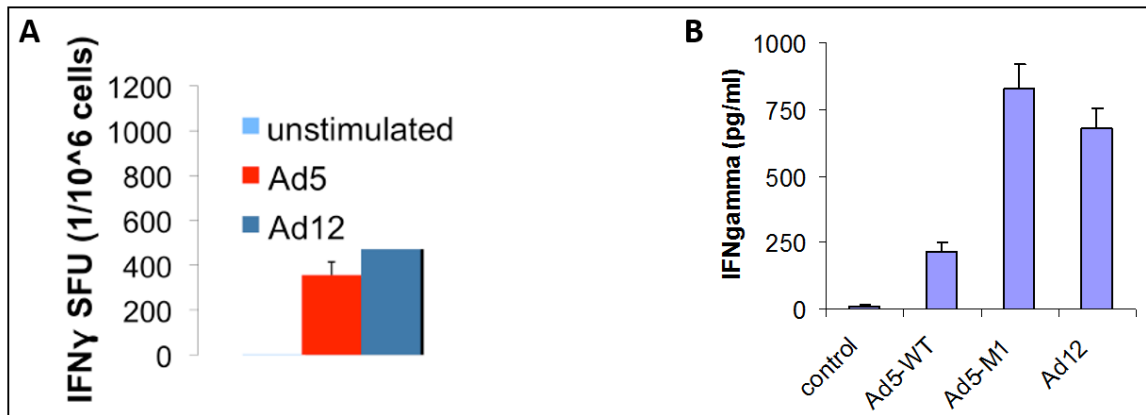 A
IFNγ SFU (1/10^6 cells)
1200
1000
800
600
400
200
0
unstimulated
Ad5
Ad12
B
IFNgamma (pg/ml)
1000
750
500
250
0
control
Ad5-WT
Ad5-M1
Ad12